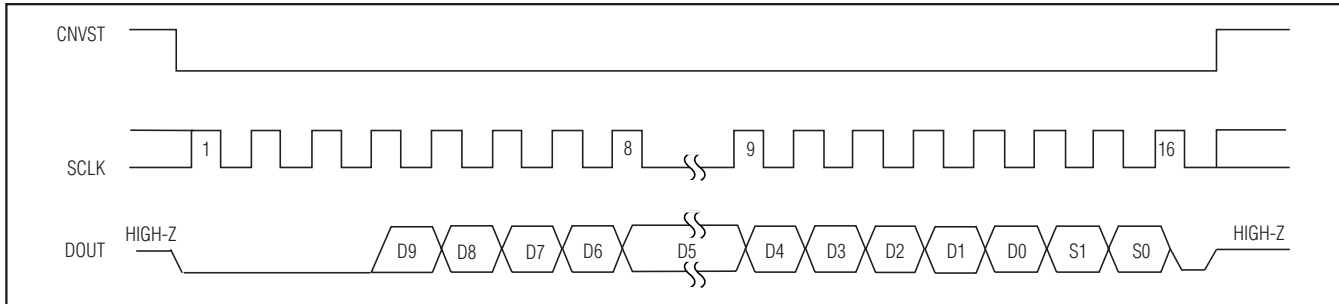 CNVST
1
8
9
16
SCLK
HIGH-Z
HIGH-Z
DOUT
D9
D8
D7
D6
D5
D4
D3
D2
D1
D0
S1
S0